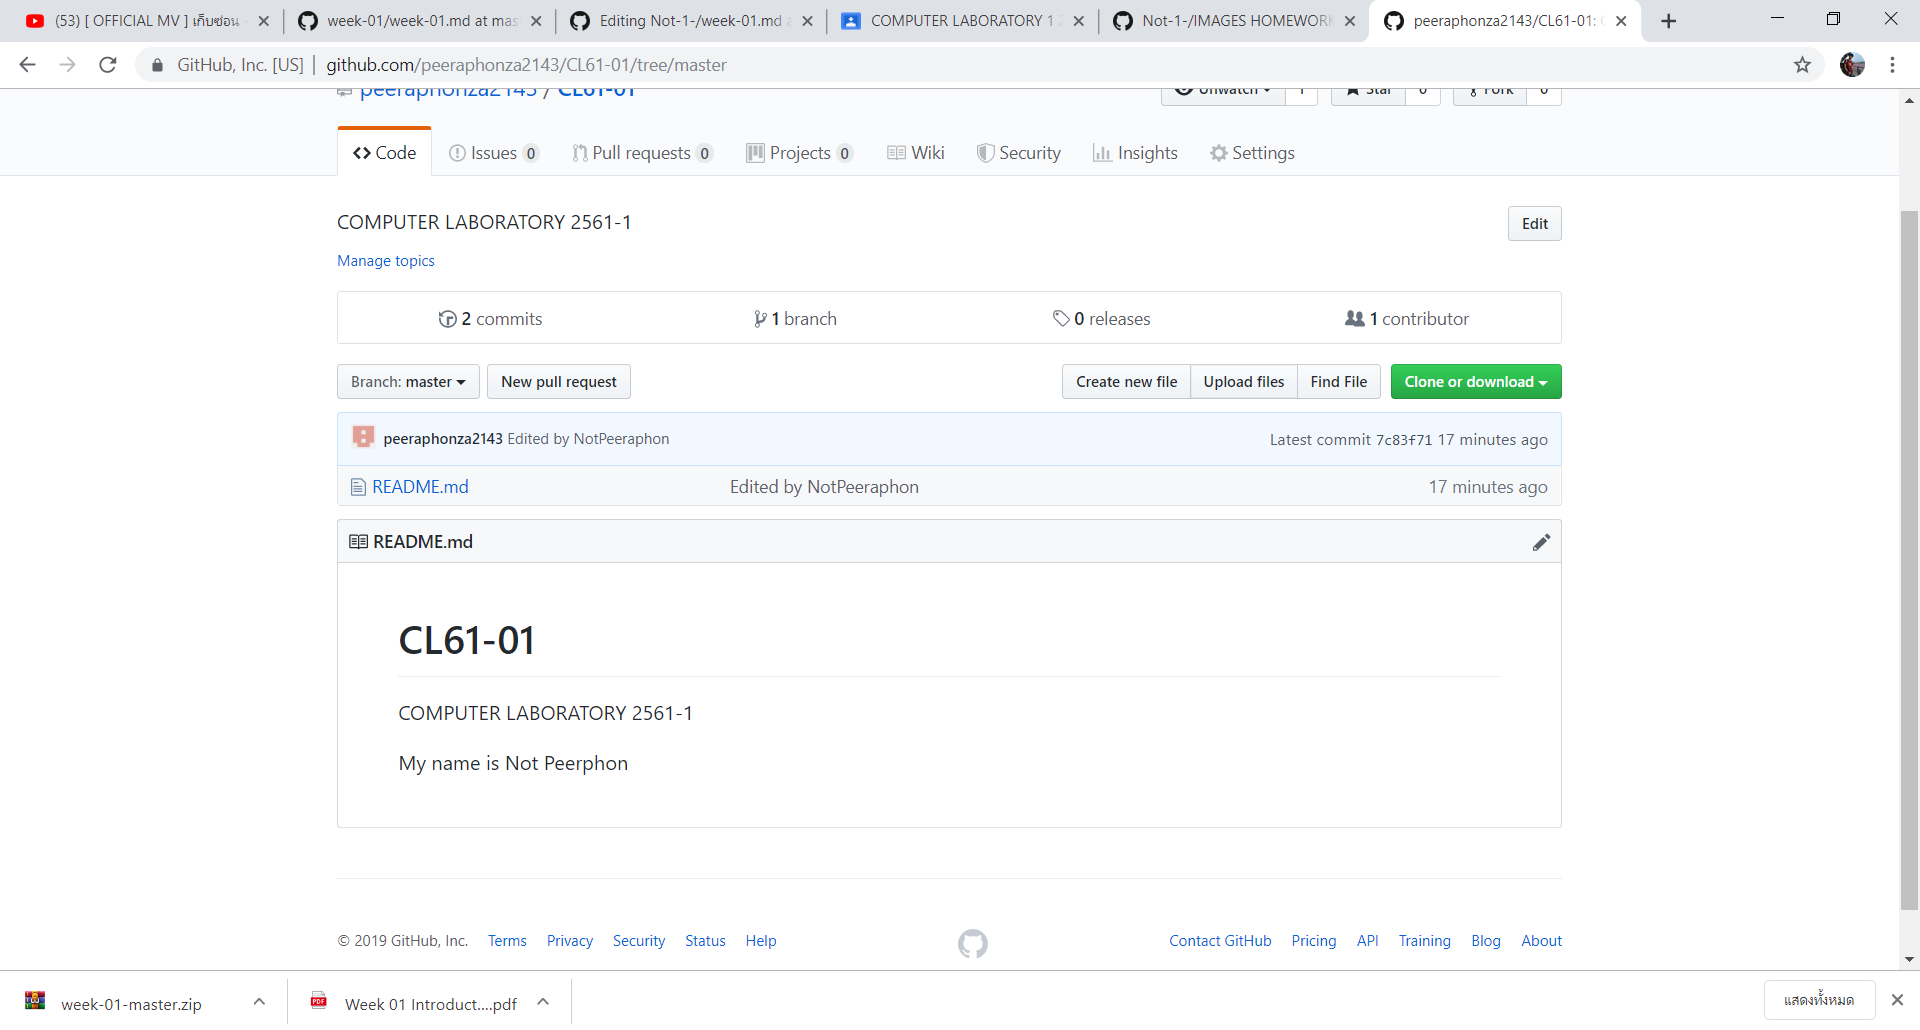 (53) [ OFFICIAL MV ] เก็บซ่อน -
week-01/week-01.md at mas
Editing Not-1-/week-01.md a
COMPUTER LABORATORY 1 2
Not-1-/IMAGES HOMEWORK
peeraphonza2143/CL61-01: C
GitHub, Inc. [US] | github.com/peeraphonza2143/CL61-01/tree/master
peeraphonza2143 / CL61-01
Unwatch 1 Star 0 Fork 0
Code Issues 0 Pull requests 0 Projects 0 Wiki Security Insights Settings
COMPUTER LABORATORY 2561-1
Edit
Manage topics
2 commits 1 branch 0 releases 1 contributor
Branch: master New pull request Create new file Upload files Find File Clone or download
peeraphonza2143 Edited by NotPeeraphon Latest commit 7c83f71 17 minutes ago
README.md Edited by NotPeeraphon 17 minutes ago
README.md
CL61-01
COMPUTER LABORATORY 2561-1
My name is Not Peerphon
© 2019 GitHub, Inc. Terms Privacy Security Status Help Contact GitHub Pricing API Training Blog About
week-01-master.zip
PDF
Week 01 Introduct....pdf
แสดงทั้งหมด